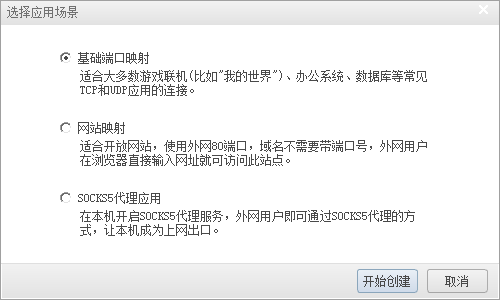 选择应用场景
基础端口映射
适合大多数游戏联机(比如"我的世界")、办公系统、数据库等常见
TCP和UDP应用的连接。
网站映射
适合开放网站，使用外网80端口，域名不需要带端口号，外网用户
在浏览器直接输入网址就可访问此站点。
SOCKS5代理应用
在本机开启SOCKS5代理服务，外网用户即可通过SOCKS5代理的方
式，让本机成为上网出口。
开始创建
取消